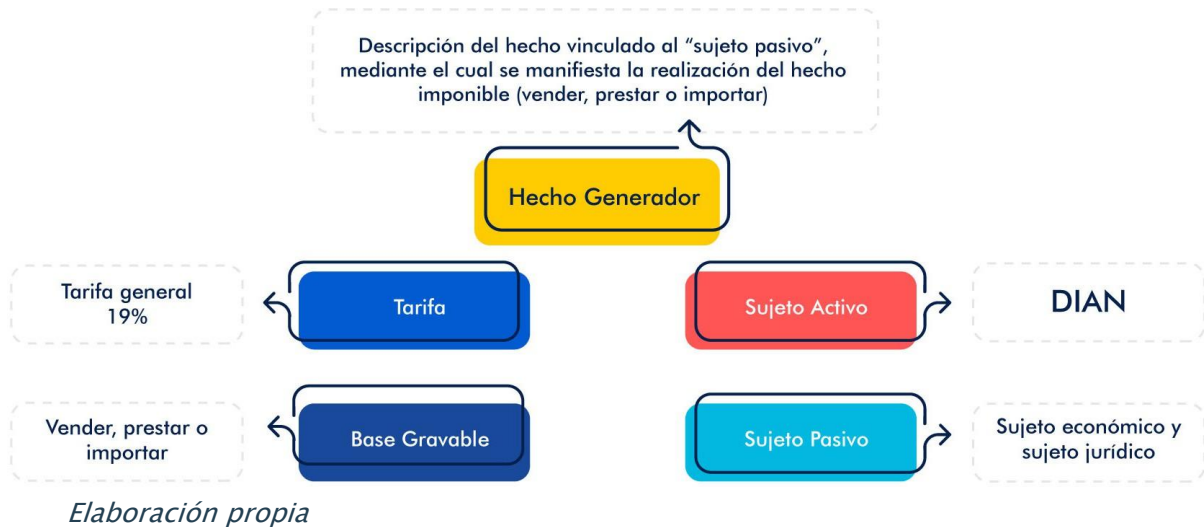 Descripción del hecho vinculado al “sujeto pasivo”,
mediante el cual se manifiesta la realización del hecho
imponible (vender, prestar o importar)
Hecho Generador
Tarifa general
19%
Tarifa
Sujeto Activo
DIAN
Vender, prestar o
importar
Base Gravable
Sujeto Pasivo
Sujeto económico y
sujeto jurídico
Elaboración propia